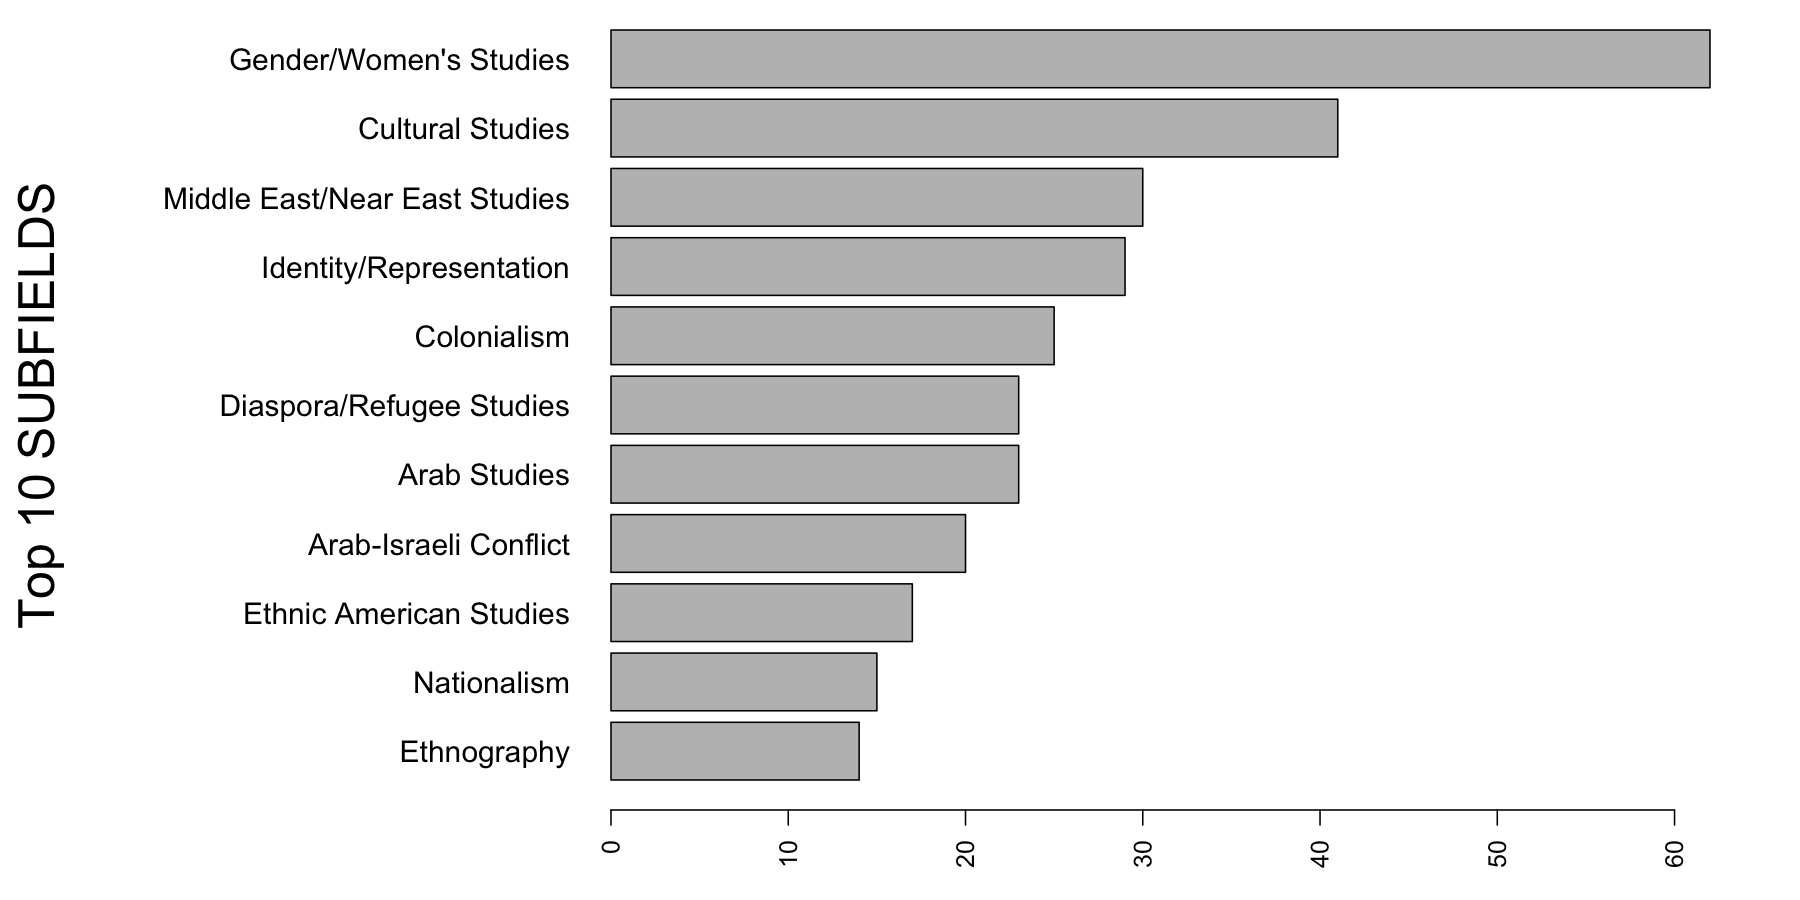 Top 10 SUBFIELDS
Gender/Women's Studies
Cultural Studies
Middle East/Near East Studies
Identity/Representation
Colonialism
Diaspora/Refugee Studies
Arab Studies
Arab-Israeli Conflict
Ethnic American Studies
Nationalism
Ethnography
0 10 20 30 40 50 60